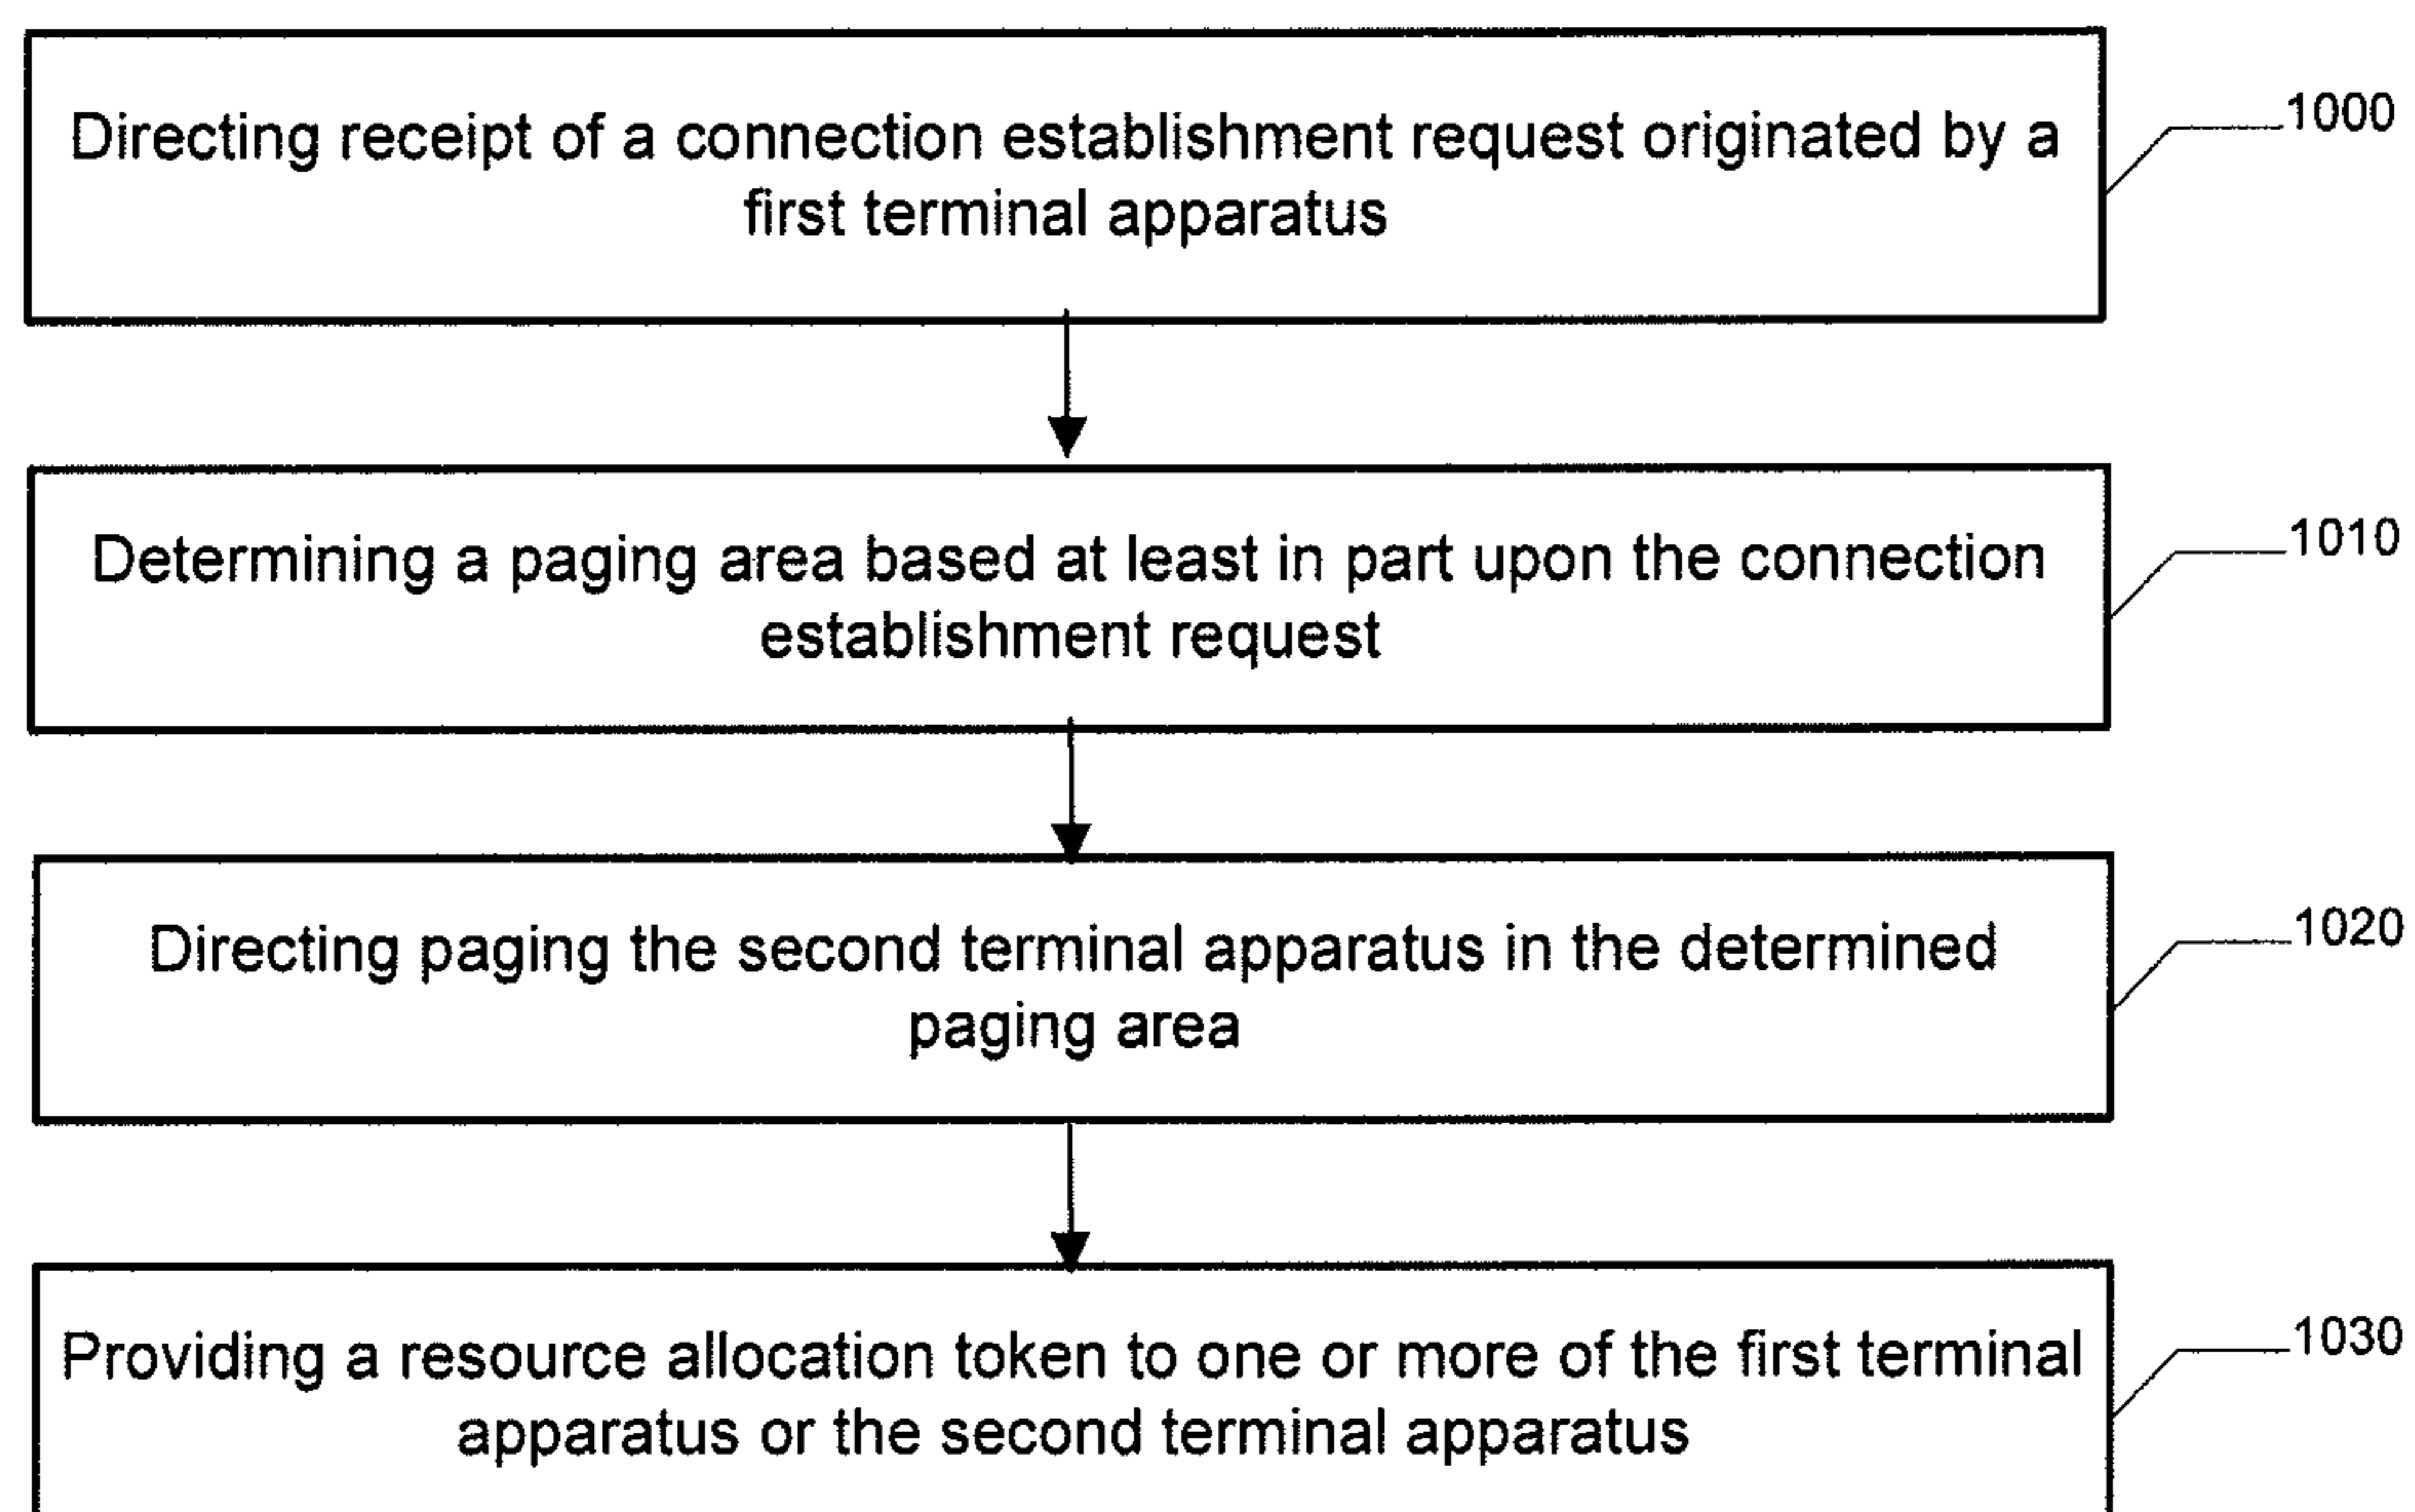 Directing receipt of a connection establishment request originated by a
first terminal apparatus
1000
Determining a paging area based at least in part upon the connection
establishment request
1010
Directing paging the second terminal apparatus in the determined
paging area
1020
Providing a resource allocation token to one or more of the first terminal
apparatus or the second terminal apparatus
1030